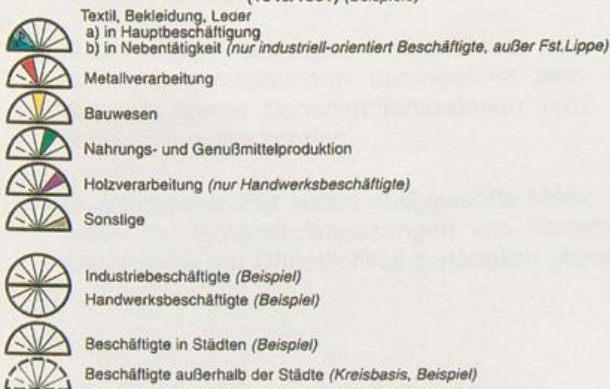 Textil, Bekleidung, Leder
a) in Hauptbeschäftigung
b) in Nebentätigkeit (nur industriell-orientiert Beschäftigte, außer Fst.Lippe)
Metallverarbeitung
Bauwesen
Nahrungs- und Genußmittelproduktion
Holzverarbeitung (nur Handwerksbeschäftigte)
Sonstige
Industriebeschäftigte (Beispiel)
Handwerksbeschäftigte (Beispiel)
Beschäftigte in Städten (Beispiel)
Beschäftigte außerhalb der Städte (Kreisbasis, Beispiel)